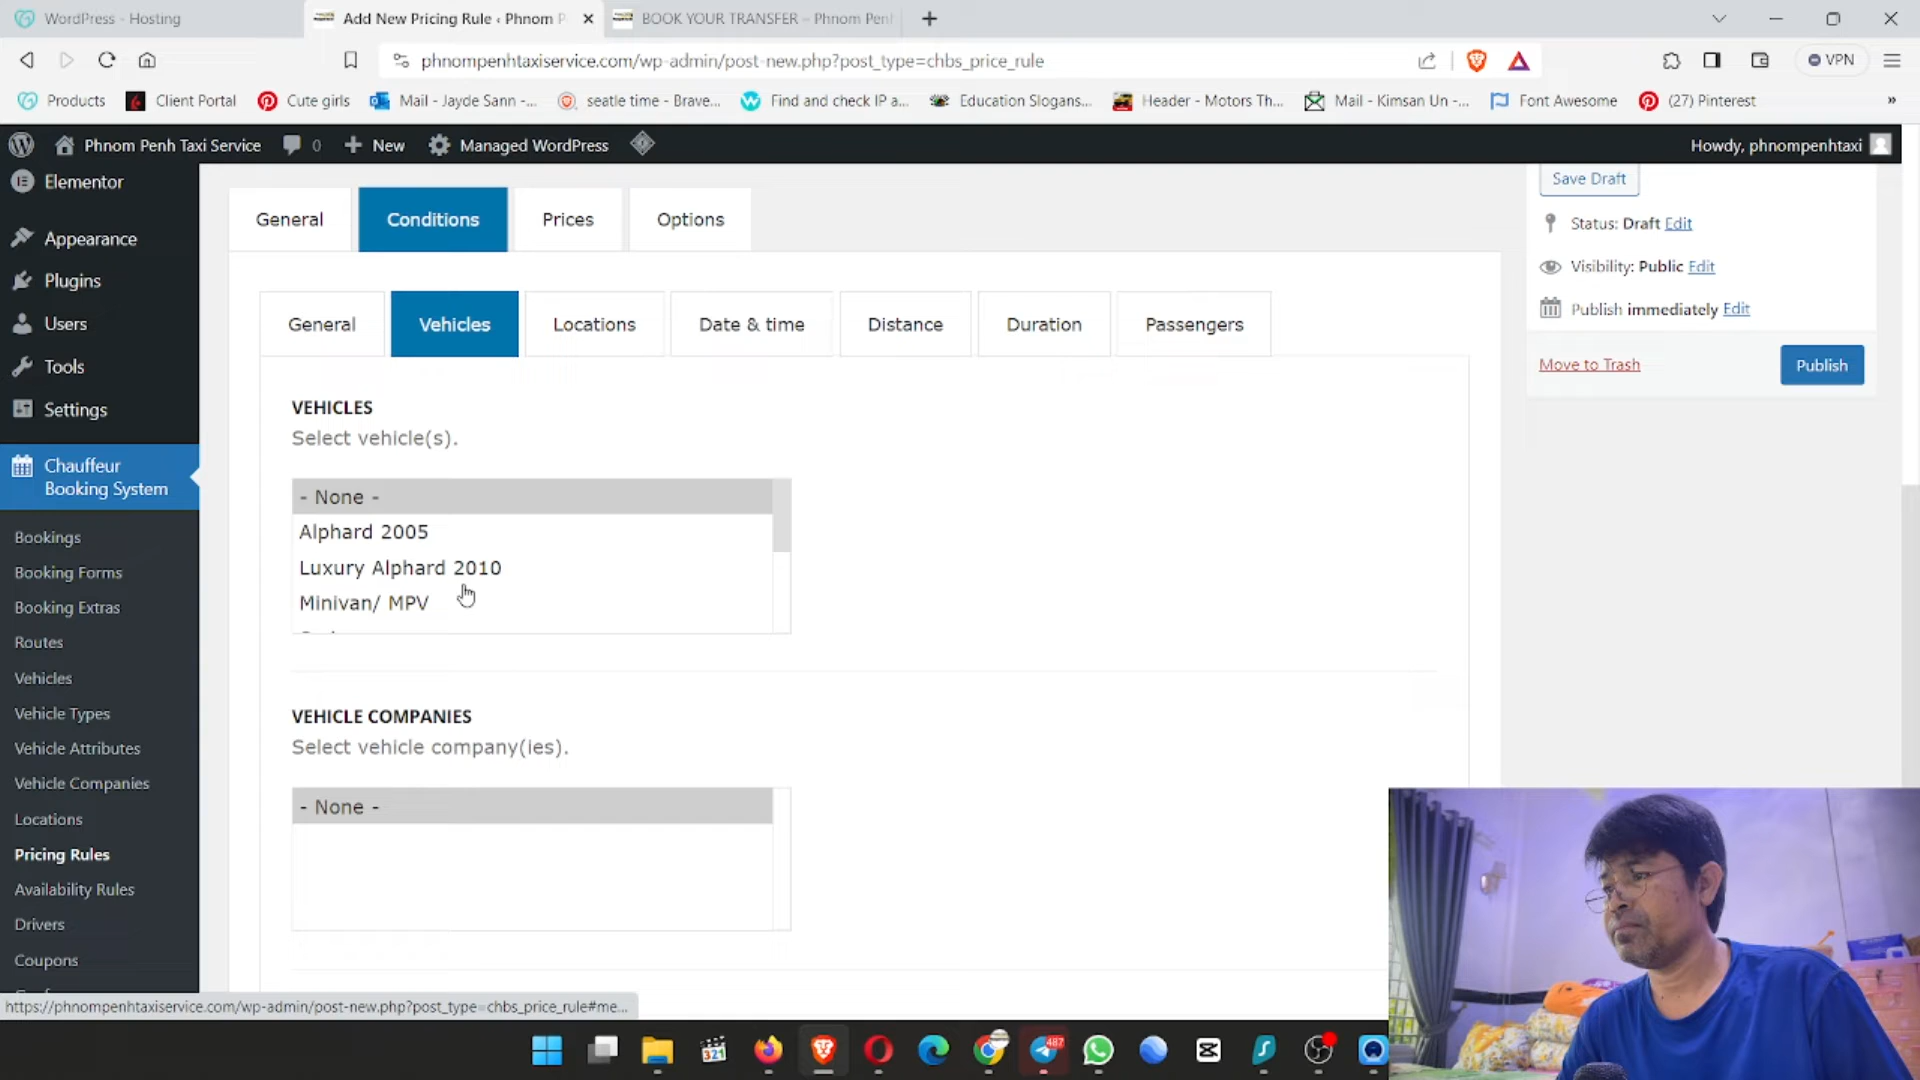 WordPress - Hosting
Add New Pricing Rule ‹ Phnom P
BOOK YOUR TRANSFER – Phnom Penh
phnompenhtaxiservice.com/wp-admin/post-new.php?post_type=chbs_price_rule
VPN
Products
Client Portal
Cute girls
Mail - Jayde Sann -...
seatle time - Brave...
Find and check IP a...
Education Slogans...
Header - Motors Th...
Mail - Kimsan Un -...
Font Awesome
(27) Pinterest
»
Phnom Penh Taxi Service
0
New
Managed WordPress
Howdy, phnompenhtaxi
Elementor
Appearance
Plugins
Users
Tools
Settings
Chauffeur
Booking System
Bookings
Booking Forms
Booking Extras
Routes
Vehicles
Vehicle Types
Vehicle Attributes
Vehicle Companies
Locations
Pricing Rules
Availability Rules
Drivers
Coupons
General
Conditions
Prices
Options
General
Vehicles
Locations
Date & time
Distance
Duration
Passengers
VEHICLES
Select vehicle(s).
- None -
Alphard 2005
Luxury Alphard 2010
Minivan/ MPV
VEHICLE COMPANIES
Select vehicle company(ies).
- None -
Save Draft
Status: Draft Edit
Visibility: Public Edit
Publish immediately Edit
Move to Trash
Publish
https://phnompenhtaxiservice.com/wp-admin/post-new.php?post_type=chbs_price_rule#me...
321
487